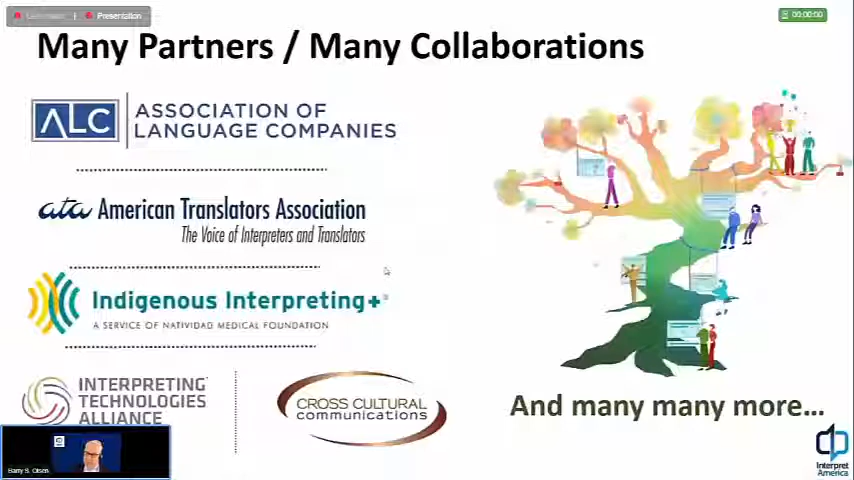 Presentation
00:00:00
Many Partners / Many Collaborations
ALC
ASSOCIATION OF
LANGUAGE COMPANIES
ata American Translators Association
The Voice of Interpreters and Translators
Indigenous Interpreting+
A SERVICE OF NATIVIDAD MEDICAL FOUNDATION
INTERPRETING
TECHNOLOGIES
ALLIANCE
CROSS CULTURAL
communications
And many many more...
Barry S. Olsen
Interpret
America